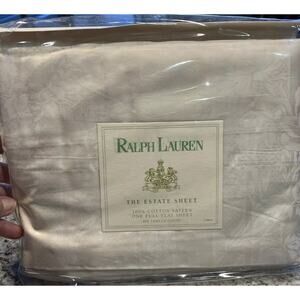 RALPH LAUREN
THE ESTATE SHEET
100% COTTON SATEEN
ONE FULL FLAT SHEET